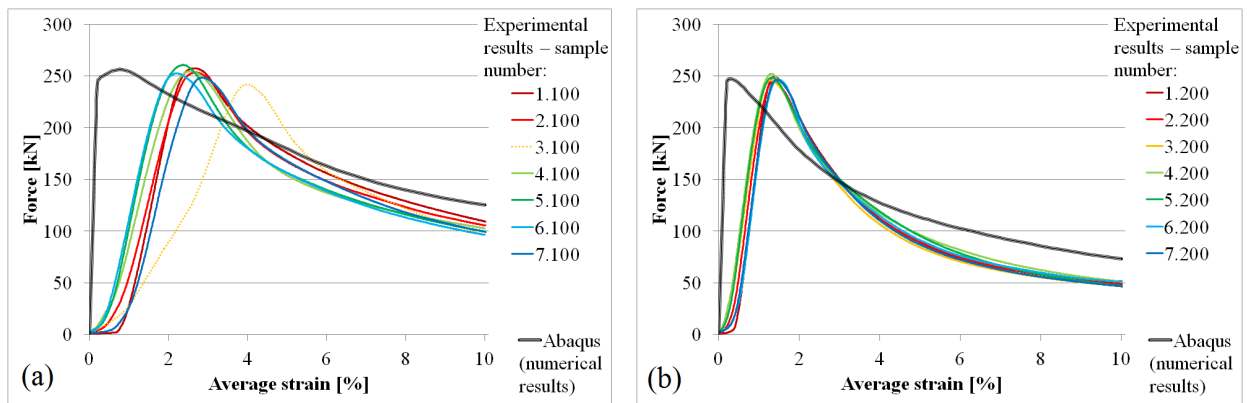 300
250
200
150
100
50
0
Force [kN]
0 2 4 6 8 10
Average strain [%]
(a)
Experimental
results – sample
number:
1.100
2.100
3.100
4.100
5.100
6.100
7.100
Abaqus
(numerical
results)
300
250
200
150
100
50
0
Force [kN]
0 2 4 6 8 10
Average strain [%]
(b)
Experimental
results – sample
number:
1.200
2.200
3.200
4.200
5.200
6.200
7.200
Abaqus
(numerical
results)